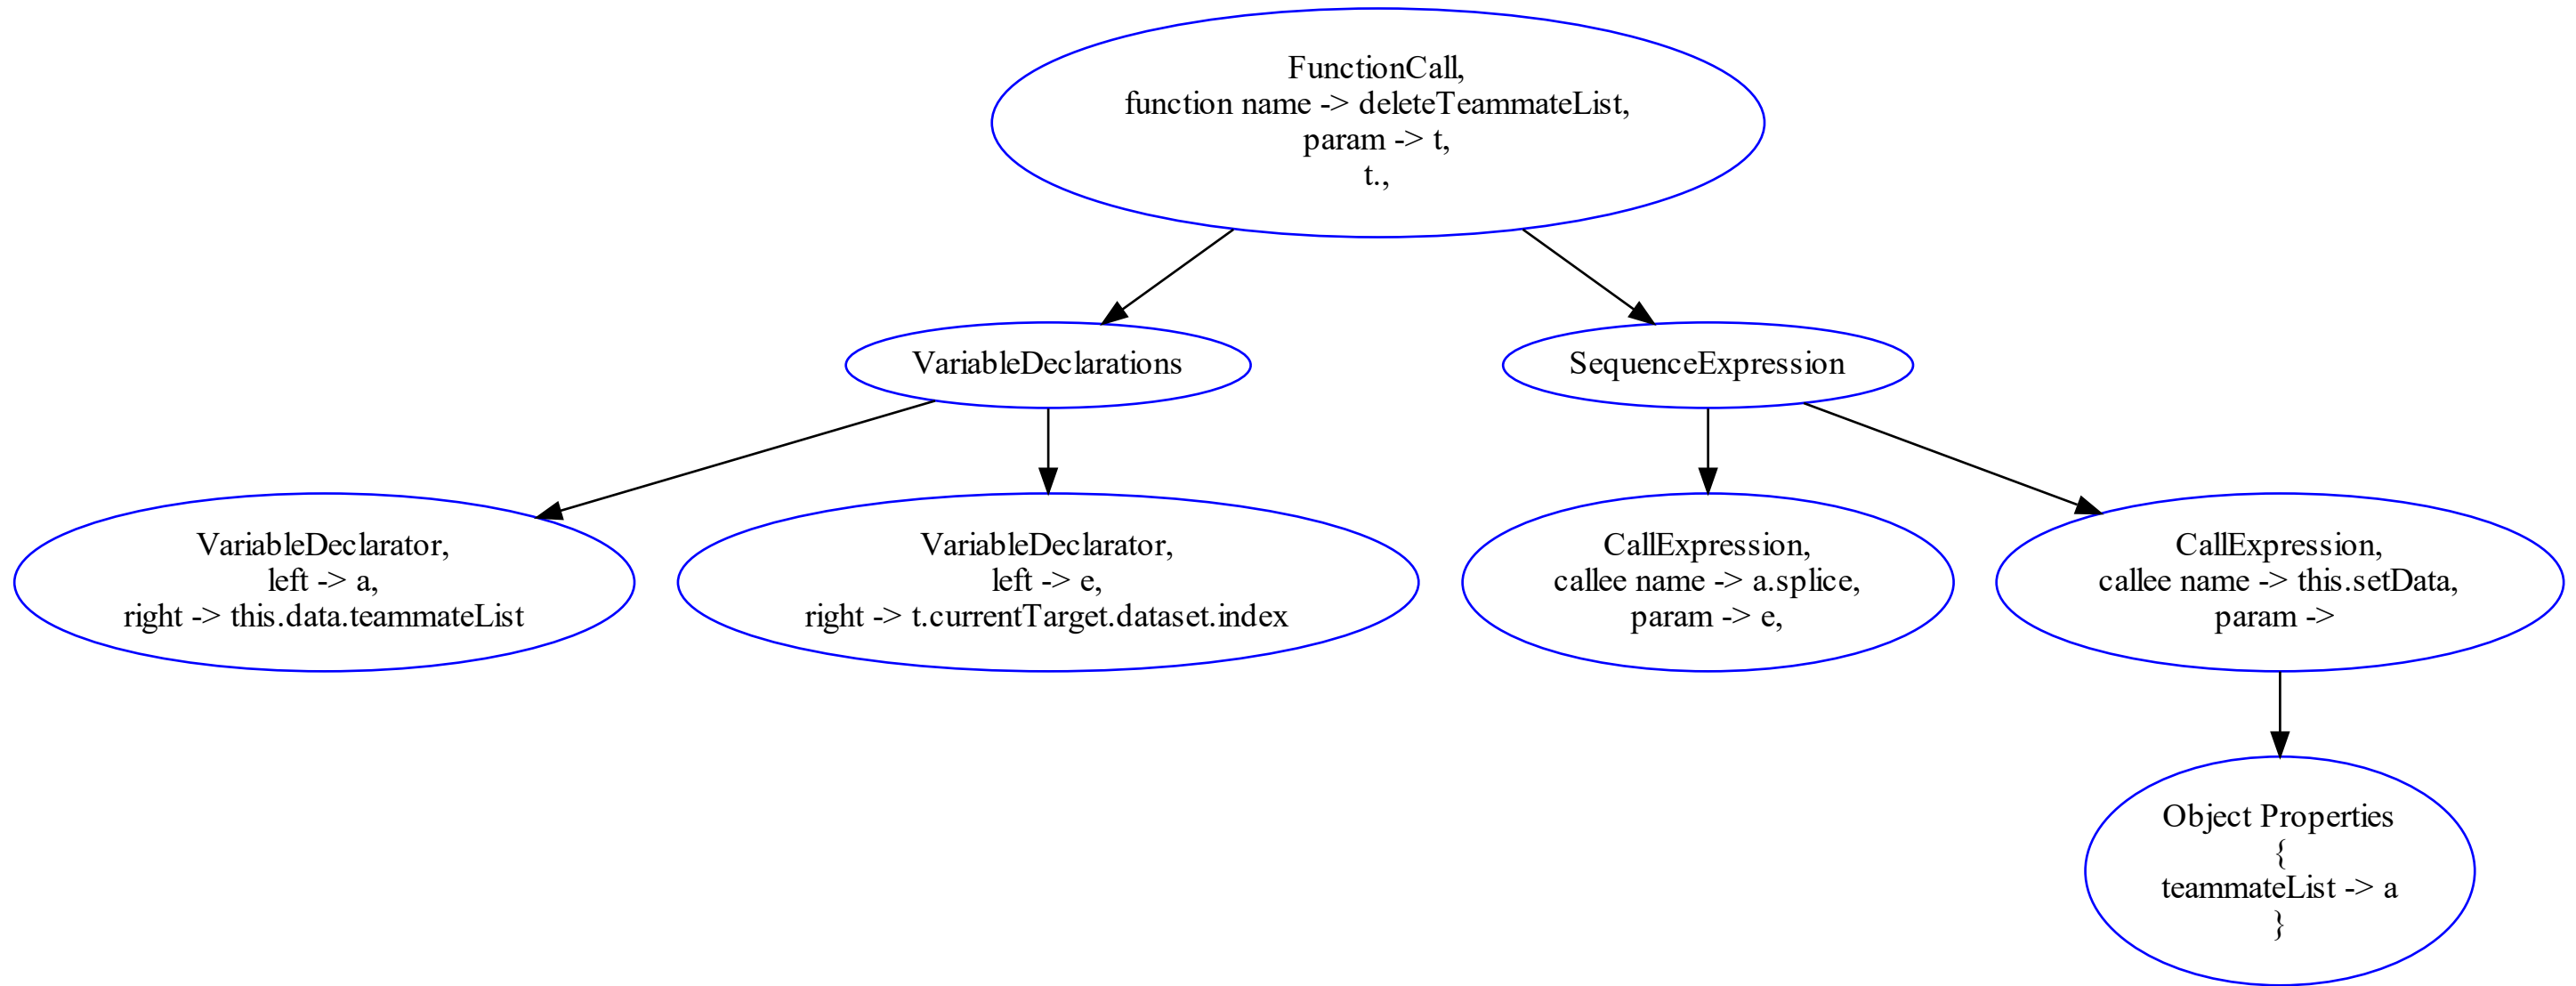 FunctionCall,
function name -> deleteTeammateList,
param -> t,
t.,
VariableDeclarations
SequenceExpression
VariableDeclarator,
left -> a,
right -> this.data.teammateList
VariableDeclarator,
left -> e,
right -> t.currentTarget.dataset.index
CallExpression,
callee name -> a.splice,
param -> e,
CallExpression,
callee name -> this.setData,
param ->
Object Properties
{
teammateList -> a
}